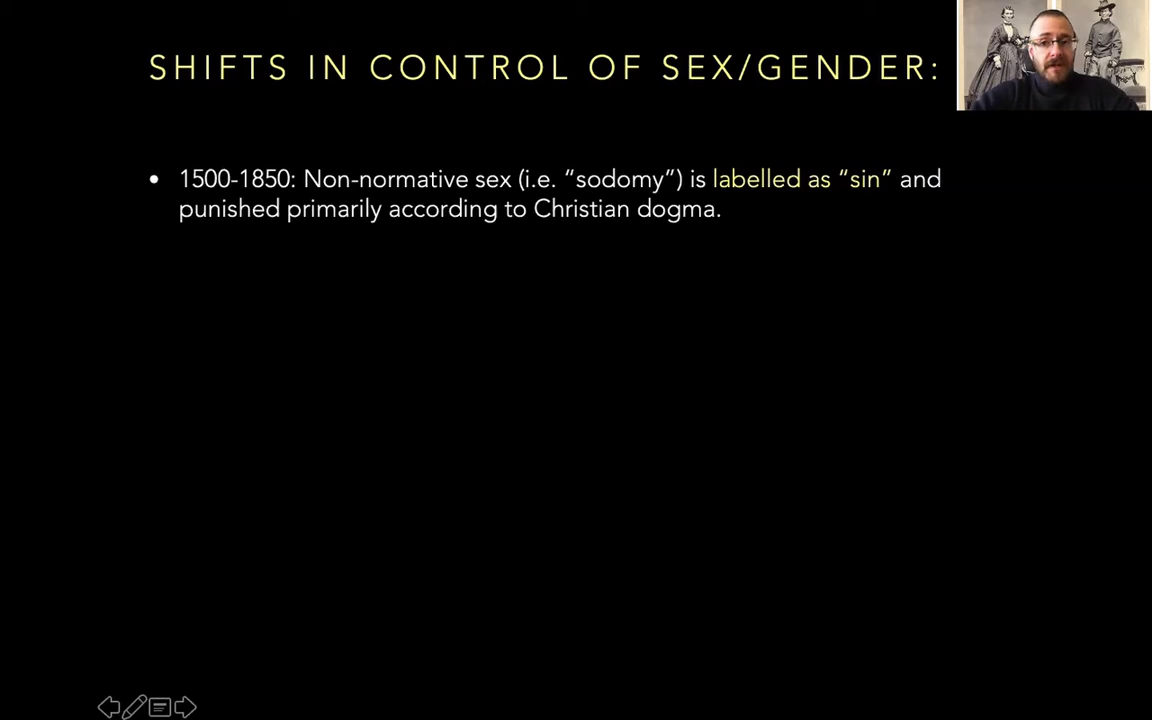 SHIFTS IN CONTROL OF SEX/GENDER:
• 1500-1850: Non-normative sex (i.e. “sodomy”) is labelled as “sin” and
punished primarily according to Christian dogma.